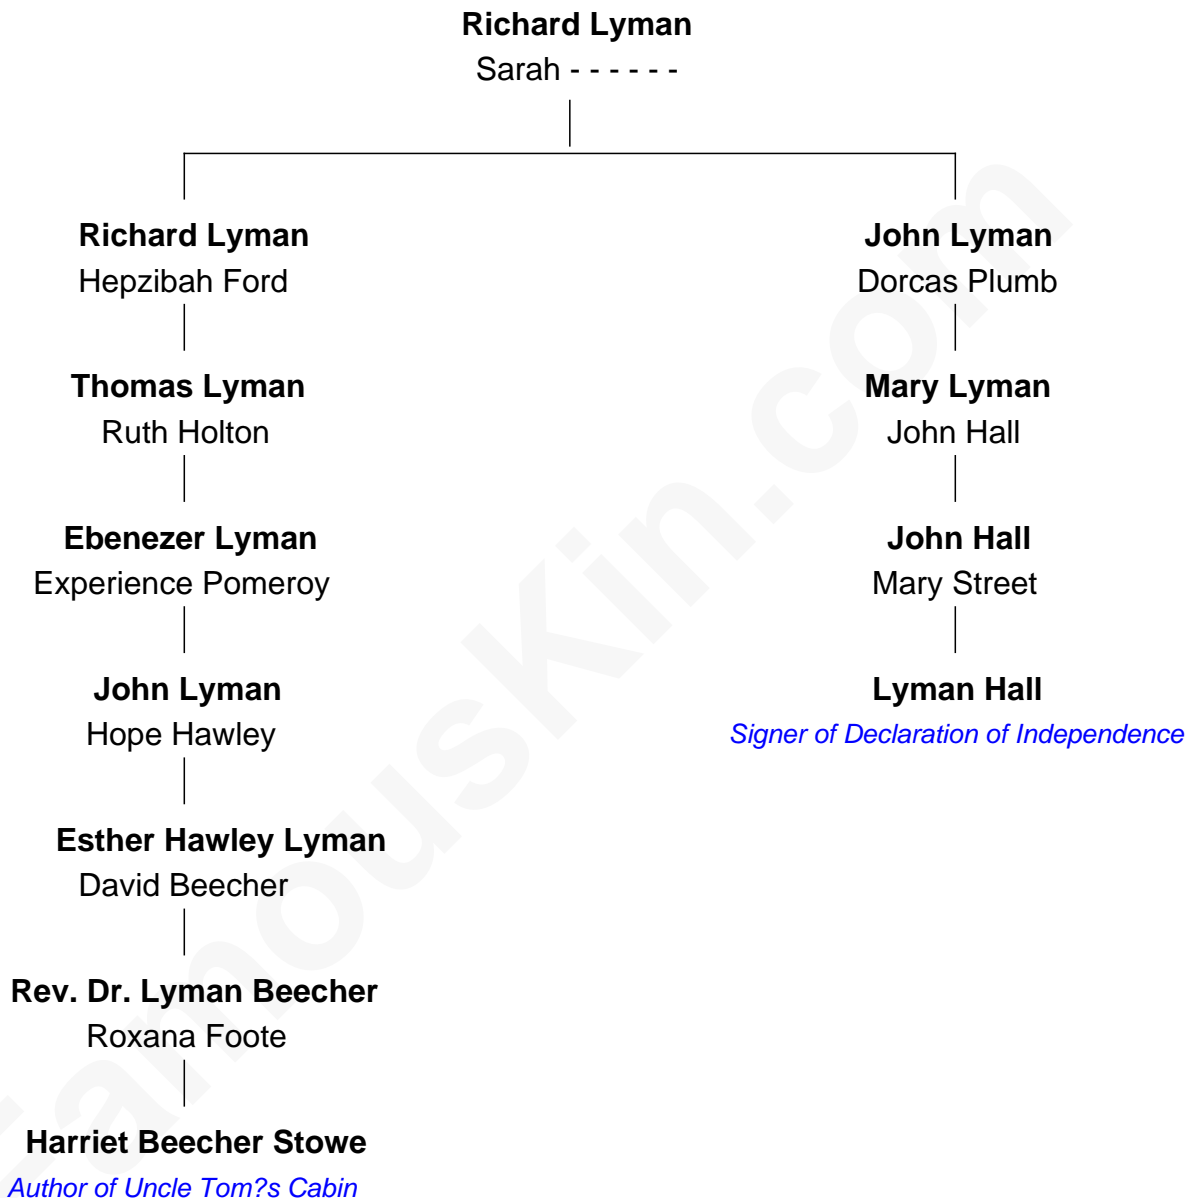 Richard Lyman
Sarah - - - - - -
Richard Lyman
Hepzibah Ford
John Lyman
Dorcas Plumb
Thomas Lyman
Ruth Holton
Mary Lyman
John Hall
Ebenezer Lyman
Experience Pomeroy
John Hall
Mary Street
John Lyman
Hope Hawley
Lyman Hall
Signer of Declaration of Independence
Esther Hawley Lyman
David Beecher
Rev. Dr. Lyman Beecher
Roxana Foote
Harriet Beecher Stowe
Author of Uncle Tom?s Cabin
FamousKin.com